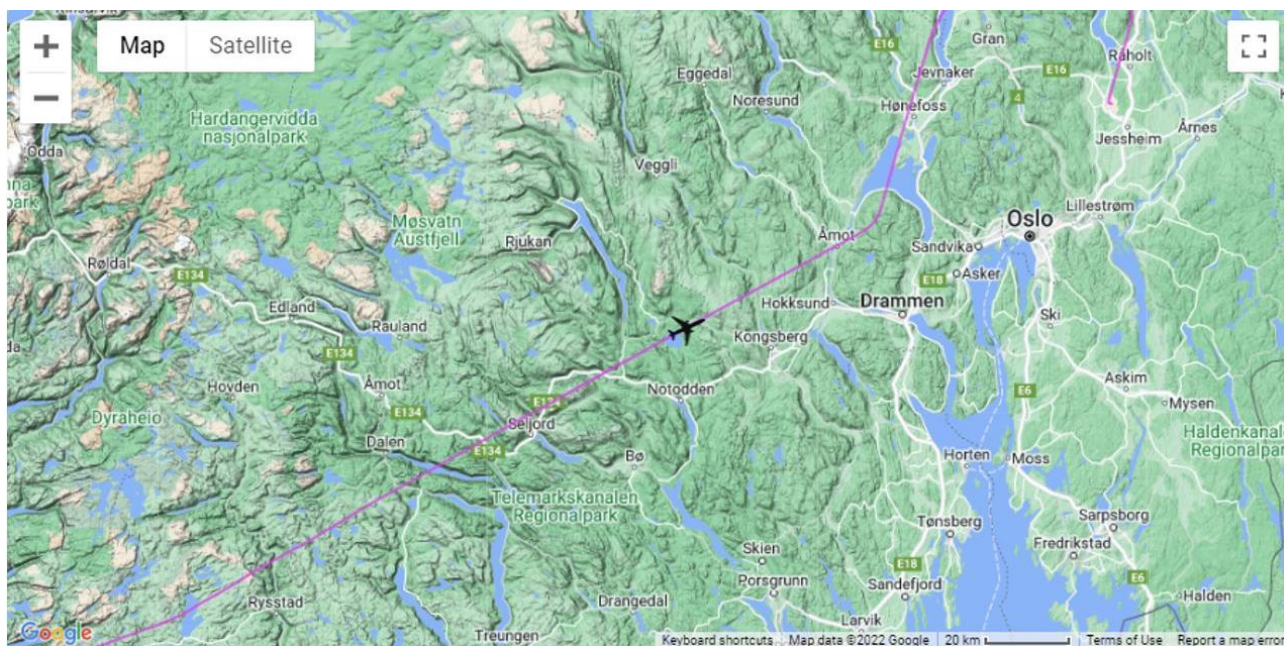 Map Satellite
E16
Gran
Råholt
Eggedal
Jevnaker
E16
Noresund
Hønefoss
4
Hardangervidda
nasjonalpark
Jessheim
Årnes
Odda
Veggli
Møsvatn
Austfjell
Oslo
Lillestrøm
Rjukan
Åmot
Sandvika
Røldal
E134
E18
Asker
Edland
Hokksund
Drammen
Rauland
Ski
Kongsberg
E134
Åmot
Hovden
Notodden
Askim
E134
Mysen
Dyraheio
Seljord
Dalen
E134
Haldenkanal
Regionalpar
Bø
Horten
Moss
Telemarkskanalen
Regionalpark
Tønsberg
Sarpsborg
Skien
Fredrikstad
E18
Porsgrunn
Sandefjord
E6
E6
Rysstad
Drangedal
Halden
Larvik
Treungen
Google
Keyboard shortcuts Map data ©2022 Google 20 km Terms of Use Report a map error